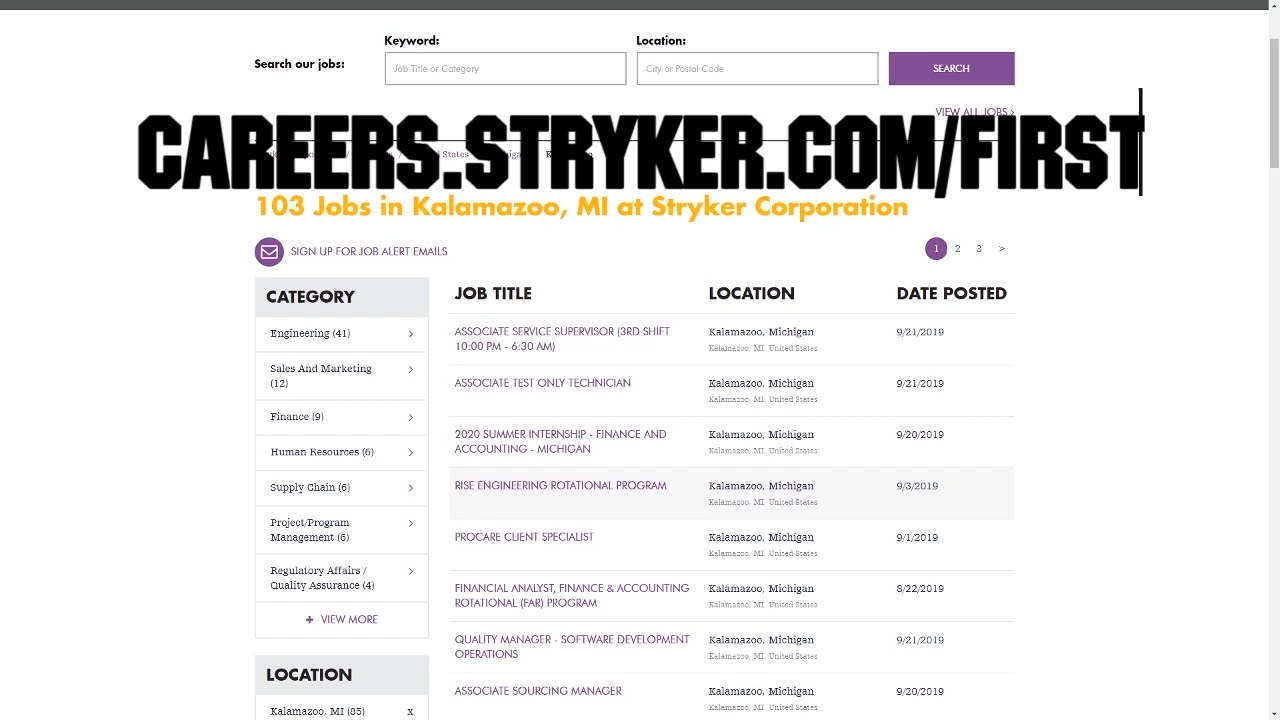 Keyword:
Location:
Search our jobs:
Job Title or Category
City or Postal Code
SEARCH
VIEW ALL JOBS >
CAREERS.STRYKER.COM/FIRST
103 Jobs in Kalamazoo, MI at Stryker Corporation
SIGN UP FOR JOB ALERT EMAILS
1 2 3 >
CATEGORY
Engineering (41)
Sales And Marketing
(12)
Finance (9)
Human Resources (6)
Supply Chain (6)
Project/Program
Management (6)
Regulatory Affairs /
Quality Assurance (4)
+ VIEW MORE
LOCATION
Kalamazoo, MI (85) x
JOB TITLE LOCATION DATE POSTED
ASSOCIATE SERVICE SUPERVISOR (3RD SHIFT
10:00 PM - 6:30 AM)
Kalamazoo, Michigan
Kalamazoo, MI, United States
9/21/2019
ASSOCIATE TEST ONLY TECHNICIAN
Kalamazoo, Michigan
Kalamazoo, MI, United States
9/21/2019
2020 SUMMER INTERNSHIP - FINANCE AND
ACCOUNTING - MICHIGAN
Kalamazoo, Michigan
Kalamazoo, MI, United States
9/20/2019
RISE ENGINEERING ROTATIONAL PROGRAM
Kalamazoo, Michigan
Kalamazoo, MI, United States
9/3/2019
PROCARE CLIENT SPECIALIST
Kalamazoo, Michigan
Kalamazoo, MI, United States
9/1/2019
FINANCIAL ANALYST, FINANCE & ACCOUNTING
ROTATIONAL (FAR) PROGRAM
Kalamazoo, Michigan
Kalamazoo, MI, United States
8/22/2019
QUALITY MANAGER - SOFTWARE DEVELOPMENT
OPERATIONS
Kalamazoo, Michigan
Kalamazoo, MI, United States
9/21/2019
ASSOCIATE SOURCING MANAGER
Kalamazoo, Michigan
Kalamazoo, MI, United States
9/20/2019